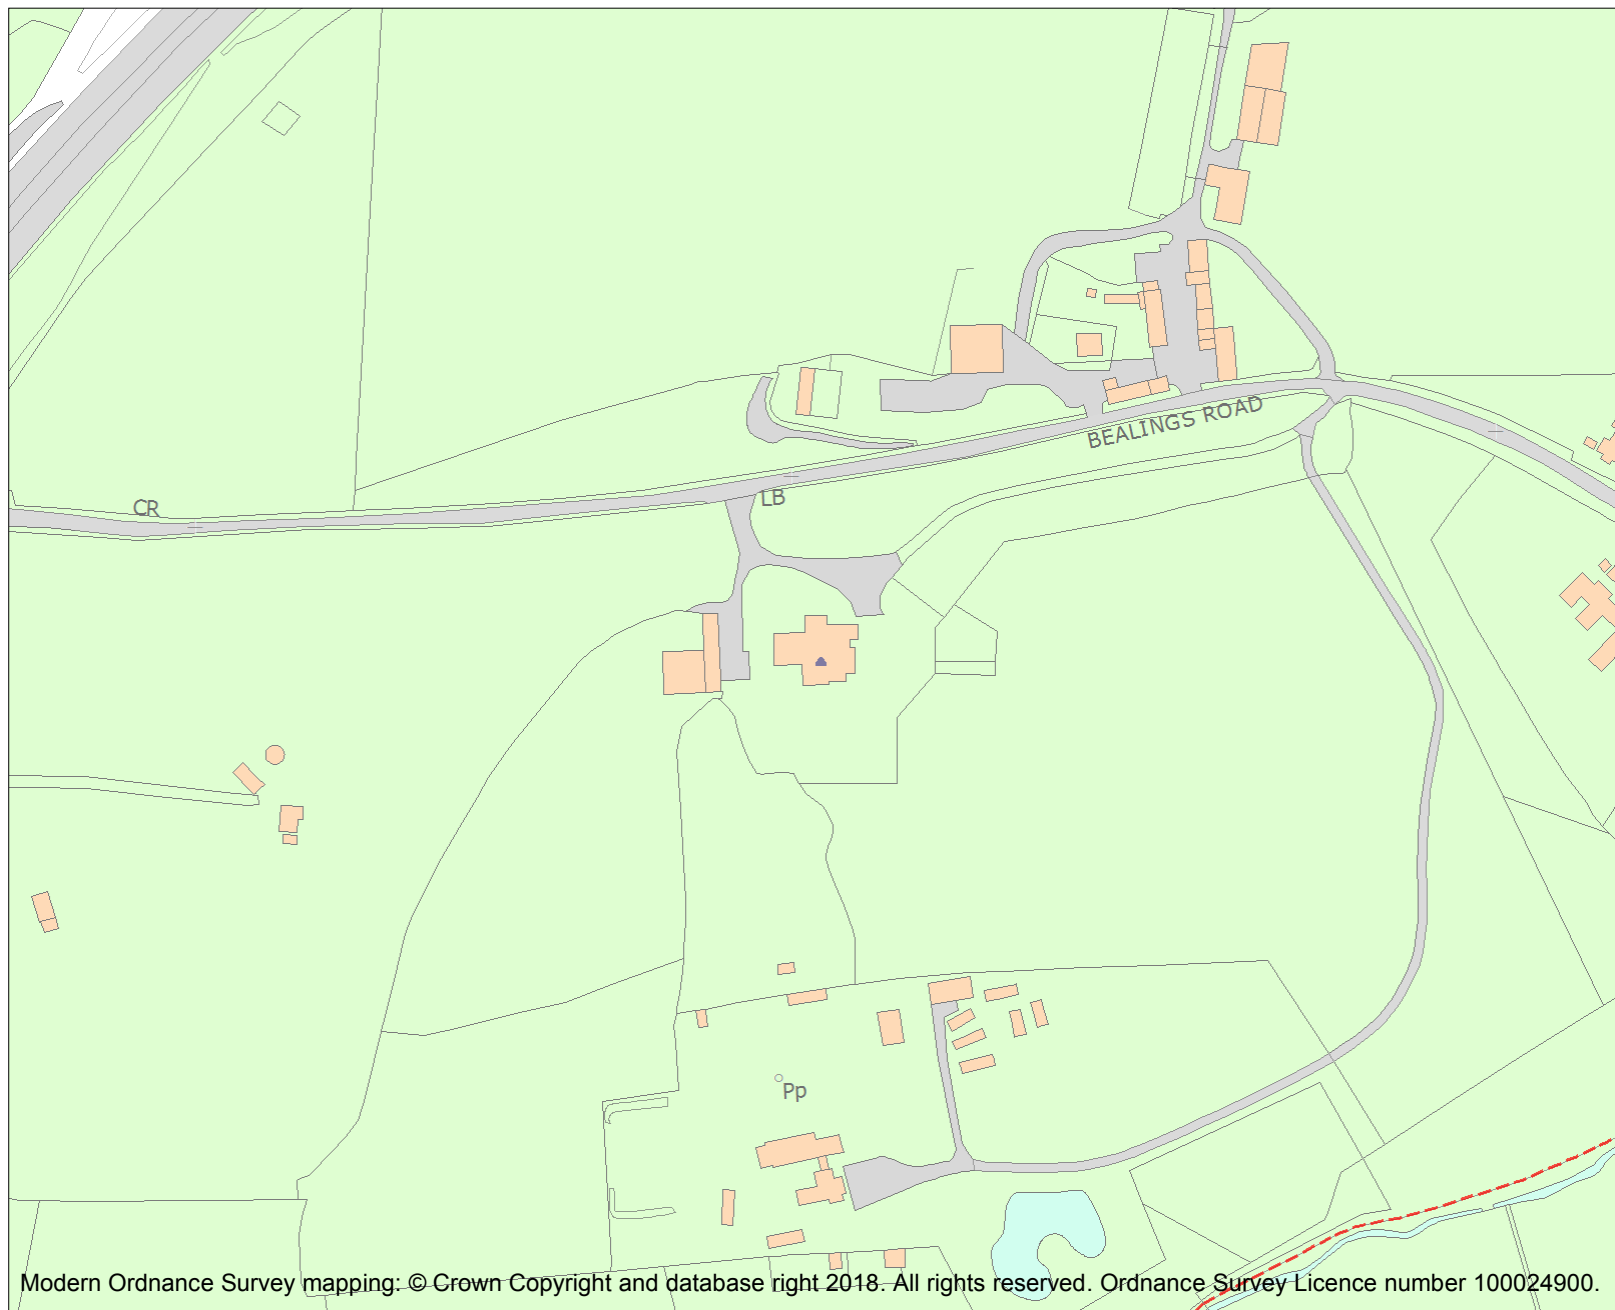 BEALINGS ROAD
LB
CR
Pp
Modern Ordnance Survey mapping: © Crown Copyright and database right 2018. All rights reserved. Ordnance Survey Licence number 100024900.